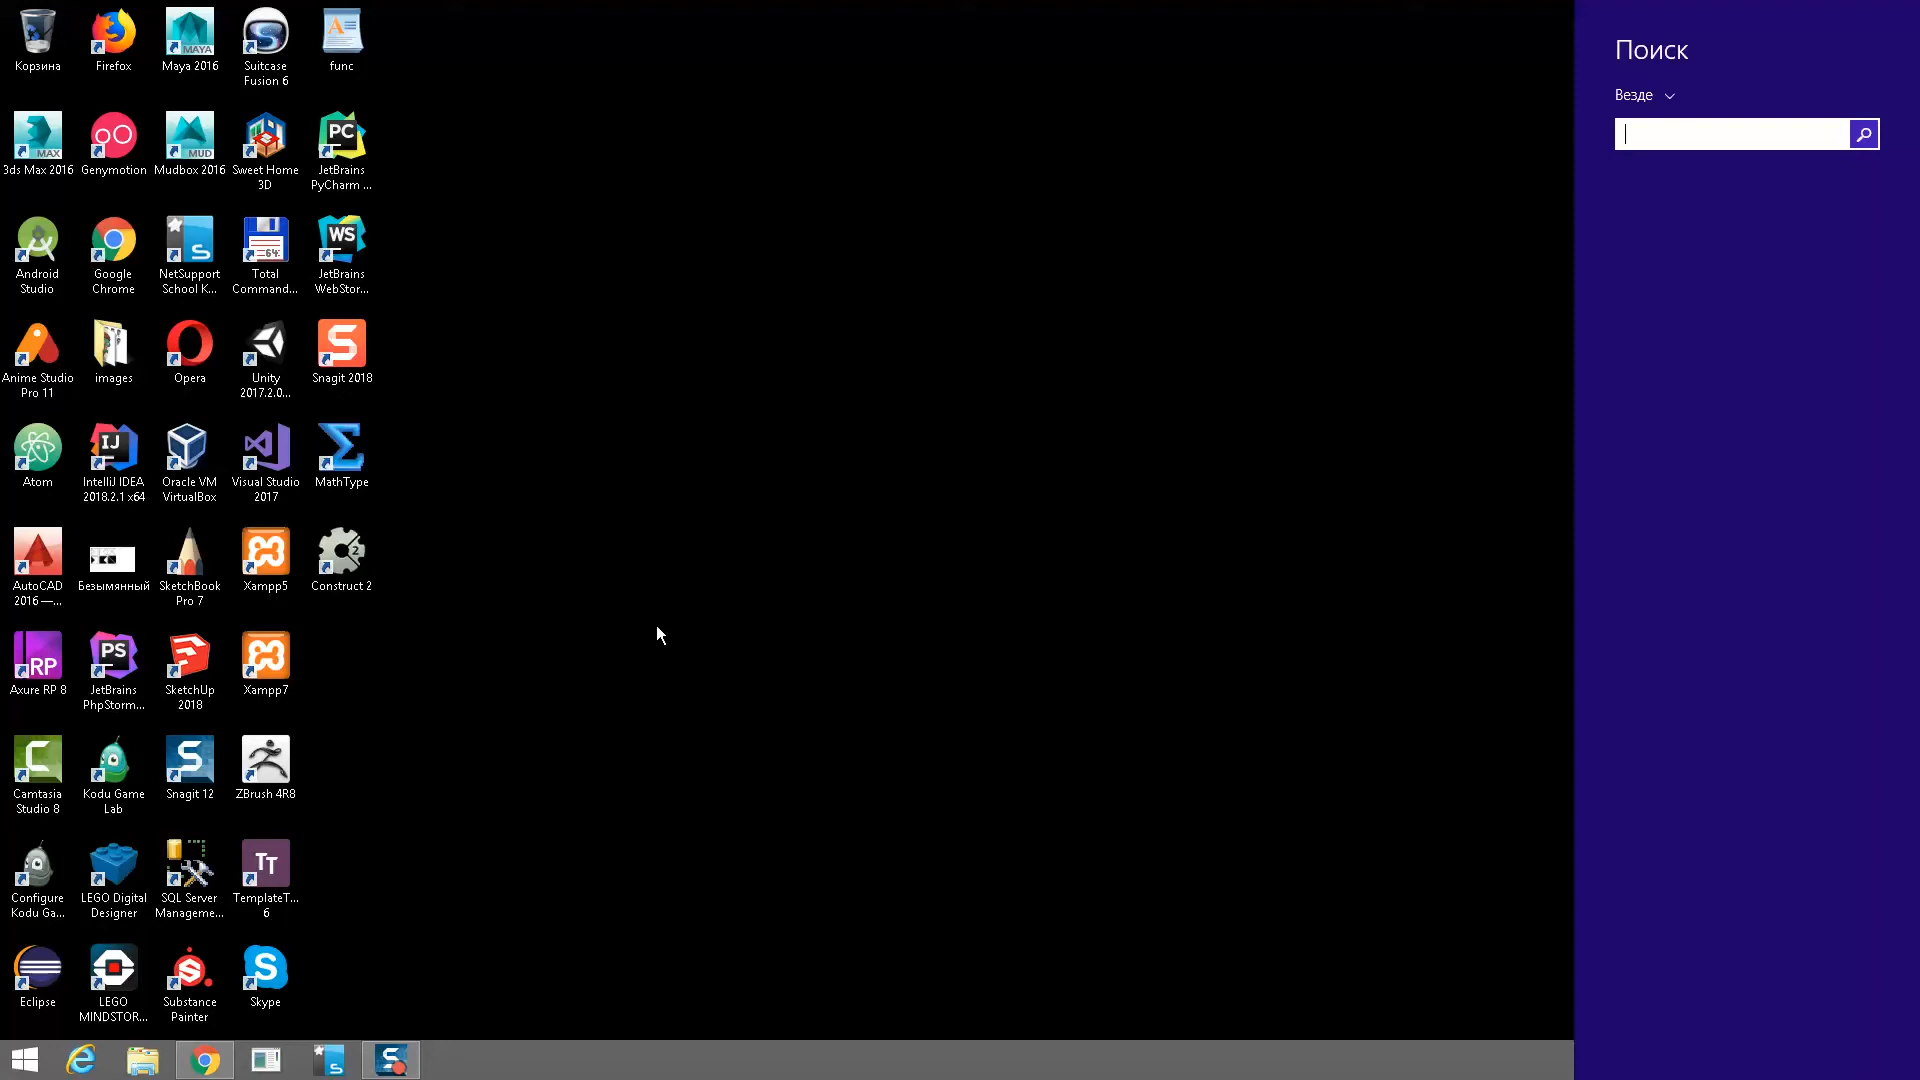 Корзина
Firefox
Maya 2016
Suitcase
Fusion 6
func
3ds Max 2016
Genymotion
Mudbox 2016
Sweet Home
3D
JetBrains
PyCharm ...
Android
Studio
Google
Chrome
NetSupport
School K...
Total
Command...
JetBrains
WebStor...
Anime Studio
Pro 11
images
Opera
Unity
2017.2.0...
Snagit 2018
Atom
IntelliJ IDEA
2018.2.1 x64
Oracle VM
VirtualBox
Visual Studio
2017
MathType
AutoCAD
2016 —...
Безымянный
SketchBook
Pro 7
Xampp5
Construct 2
Axure RP 8
JetBrains
PhpStorm...
SketchUp
2018
Xampp7
Camtasia
Studio 8
Kodu Game
Lab
Snagit 12
ZBrush 4R8
Configure
Kodu Ga...
LEGO Digital
Designer
SQL Server
Manageme...
TemplateT...
6
Eclipse
LEGO
MINDSTOR...
Substance
Painter
Skype
Поиск
Везде